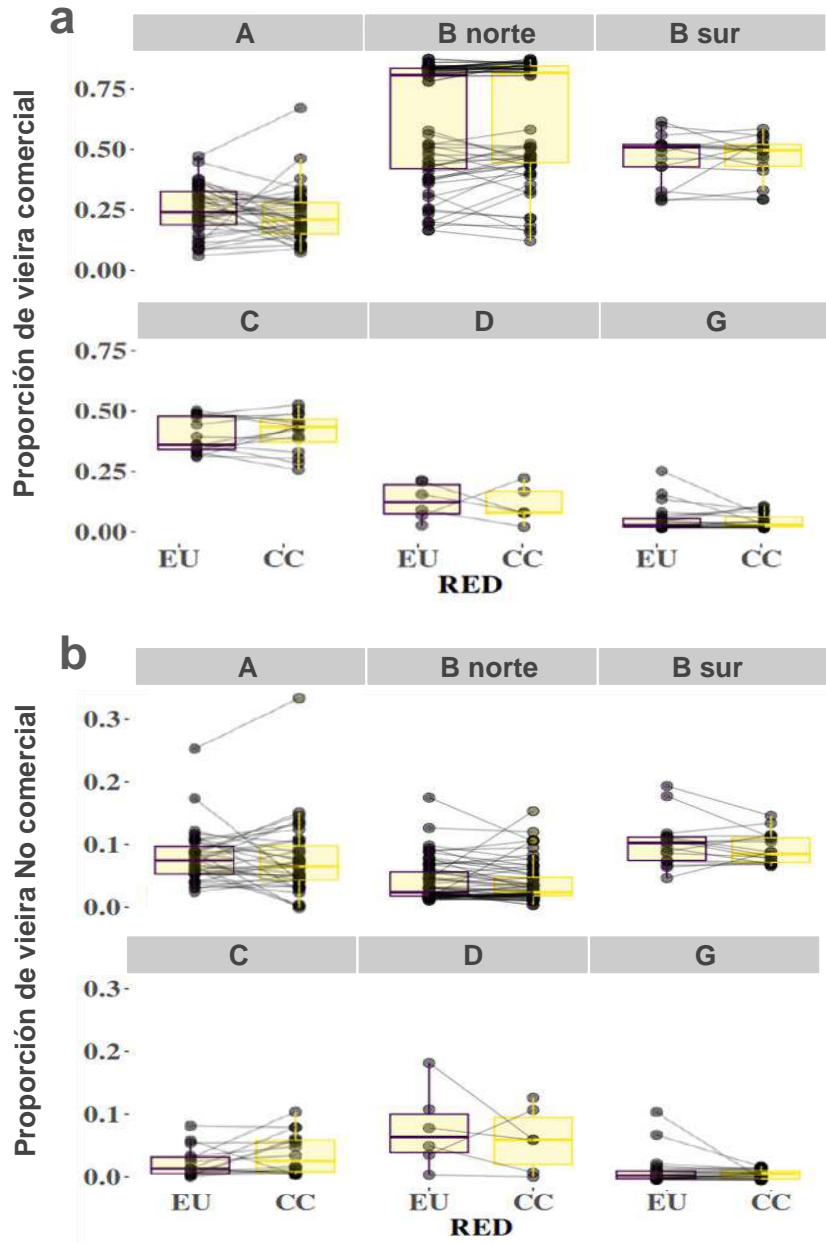 a
A B norte B sur
Proporción de vieira comercial
0.75
0.50
0.25
0.00
C D G
0.75
0.50
0.25
0.00
EU CC EU CC EU CC
RED
b
A B norte B sur
Proporción de vieira No comercial
0.3
0.2
0.1
0.0
C D G
0.3
0.2
0.1
0.0
EU CC EU CC EU CC
RED